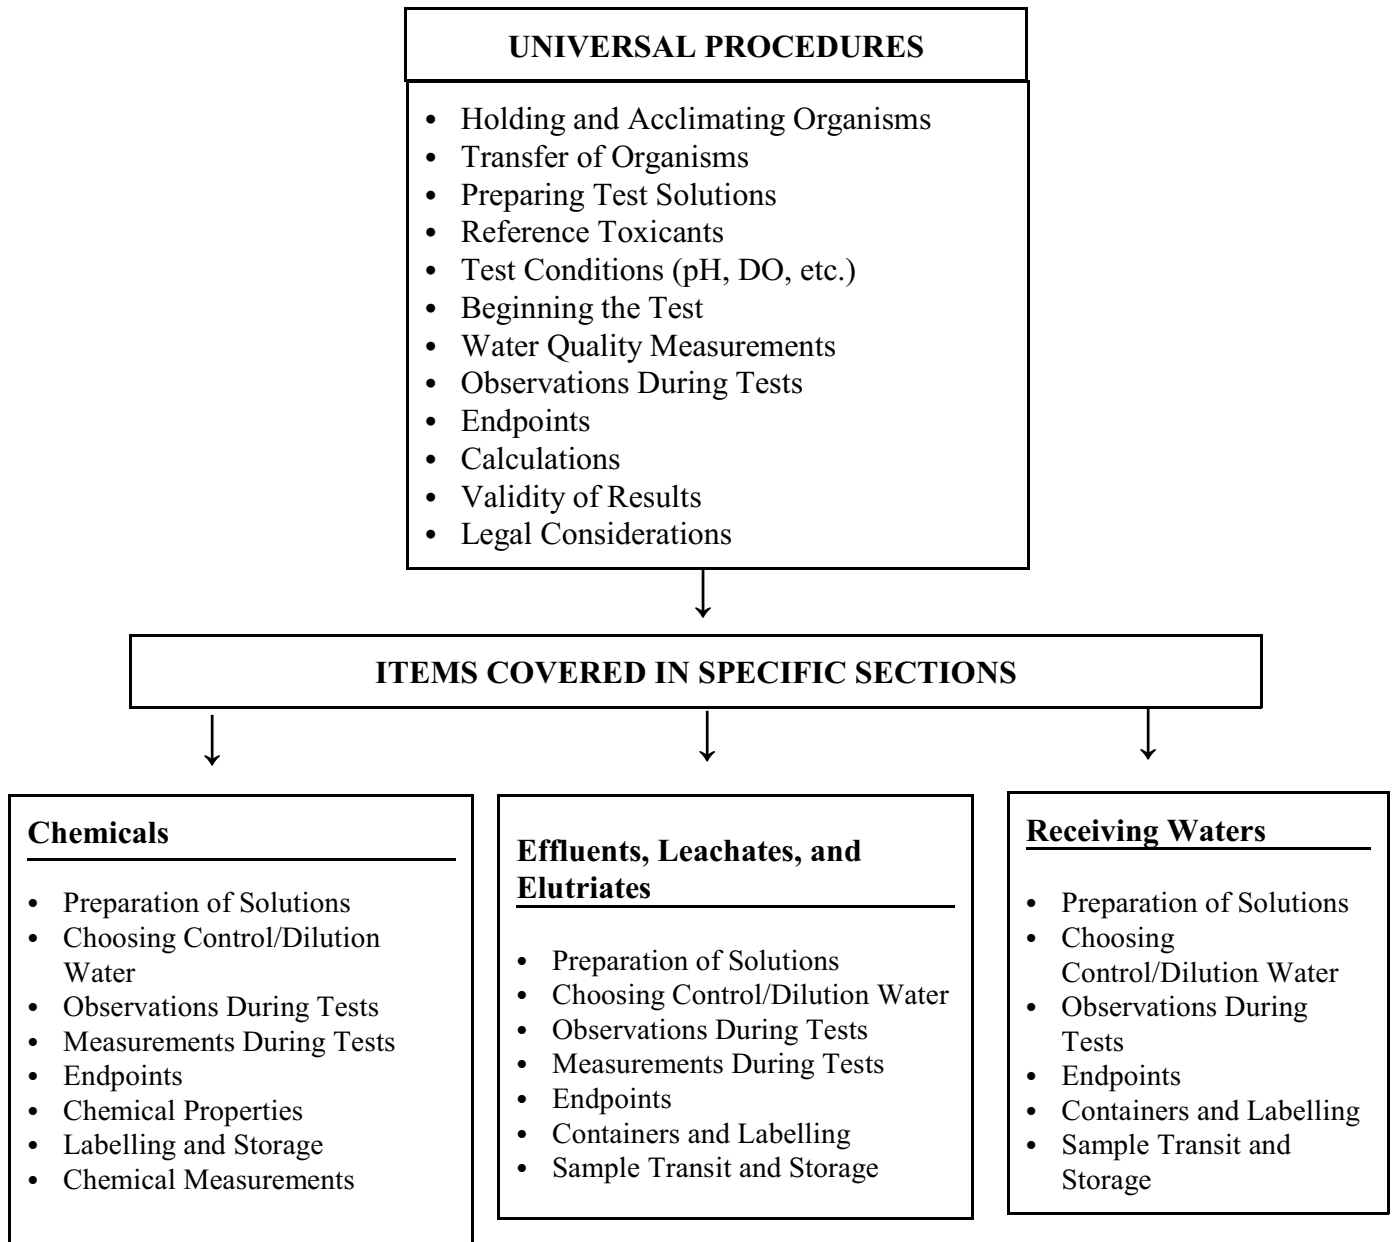 UNIVERSAL PROCEDURES
• Holding and Acclimating Organisms
• Transfer of Organisms
• Preparing Test Solutions
• Reference Toxicants
• Test Conditions (pH, DO, etc.)
• Beginning the Test
• Water Quality Measurements
• Observations During Tests
• Endpoints
• Calculations
• Validity of Results
• Legal Considerations
ITEMS COVERED IN SPECIFIC SECTIONS
Chemicals
• Preparation of Solutions
• Choosing Control/Dilution
Water
• Observations During Tests
• Measurements During Tests
• Endpoints
• Chemical Properties
• Labelling and Storage
• Chemical Measurements
Effluents, Leachates, and
Elutriates
• Preparation of Solutions
• Choosing Control/Dilution Water
• Observations During Tests
• Measurements During Tests
• Endpoints
• Containers and Labelling
• Sample Transit and Storage
Receiving Waters
• Preparation of Solutions
• Choosing
Control/Dilution Water
• Observations During
Tests
• Endpoints
• Containers and Labelling
• Sample Transit and
Storage